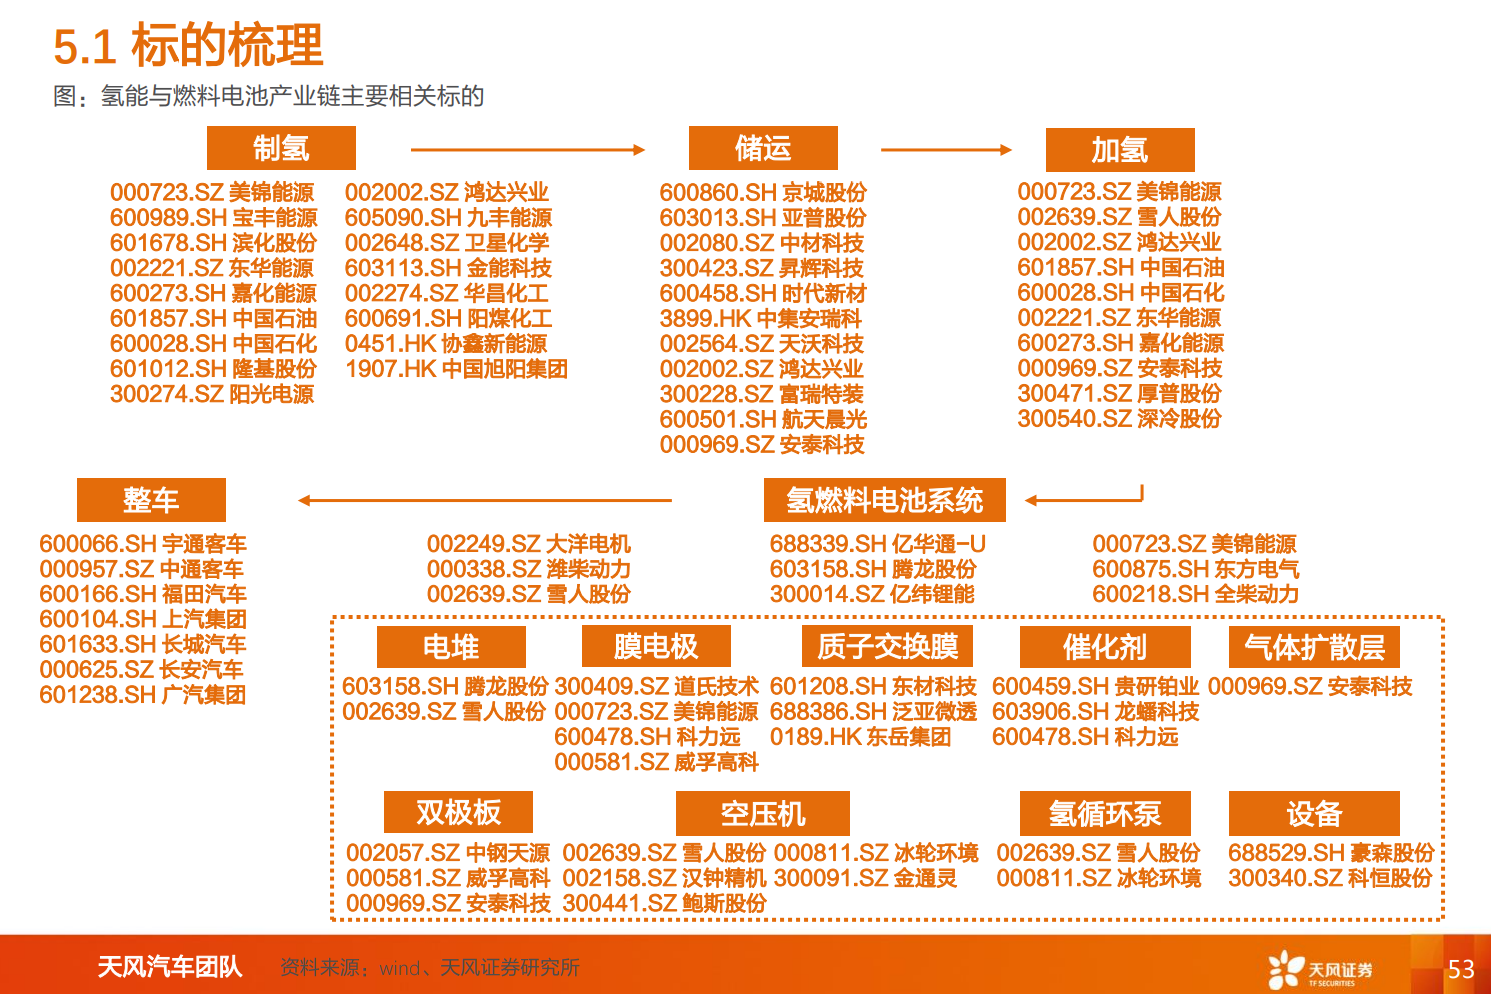 5.1 标的梳理
图：氢能与燃料电池产业链主要相关标的
制氢
000723.SZ 美锦能源
600989.SH 宝丰能源
601678.SH 滨化股份
002221.SZ 东华能源
600273.SH 嘉化能源
601857.SH 中国石油
600028.SH 中国石化
601012.SH 隆基股份
300274.SZ 阳光电源
002002.SZ 鸿达兴业
605090.SH 九丰能源
002648.SZ 卫星化学
603113.SH 金能科技
002274.SZ 华昌化工
600691.SH 阳煤化工
0451.HK 协鑫新能源
1907.HK 中国旭阳集团
储运
600860.SH 京城股份
603013.SH 亚普股份
002080.SZ 中材科技
300423.SZ 昇辉科技
600458.SH 时代新材
3899.HK 中集安瑞科
002564.SZ 天沃科技
002002.SZ 鸿达兴业
300228.SZ 富瑞特装
600501.SH 航天晨光
000969.SZ 安泰科技
加氢
000723.SZ 美锦能源
002639.SZ 雪人股份
002002.SZ 鸿达兴业
601857.SH 中国石油
600028.SH 中国石化
002221.SZ 东华能源
600273.SH 嘉化能源
000969.SZ 安泰科技
300471.SZ 厚普股份
300540.SZ 深冷股份
整车
600066.SH 宇通客车
000957.SZ 中通客车
600166.SH 福田汽车
600104.SH 上汽集团
601633.SH 长城汽车
000625.SZ 长安汽车
601238.SH 广汽集团
氢燃料电池系统
002249.SZ 大洋电机
000338.SZ 潍柴动力
002639.SZ 雪人股份
688339.SH 亿华通-U
603158.SH 腾龙股份
300014.SZ 亿纬锂能
000723.SZ 美锦能源
600875.SH 东方电气
600218.SH 全柴动力
电堆
603158.SH 腾龙股份
002639.SZ 雪人股份
膜电极
300409.SZ 道氏技术
000723.SZ 美锦能源
600478.SH 科力远
000581.SZ 威孚高科
质子交换膜
601208.SH 东材科技
688386.SH 泛亚微透
0189.HK 东岳集团
催化剂
600459.SH 贵研铂业
603906.SH 龙蟠科技
600478.SH 科力远
气体扩散层
000969.SZ 安泰科技
双极板
002057.SZ 中钢天源
000581.SZ 威孚高科
000969.SZ 安泰科技
空压机
002639.SZ 雪人股份
002158.SZ 汉钟精机
300441.SZ 鲍斯股份
000811.SZ 冰轮环境
300091.SZ 金通灵
氢循环泵
002639.SZ 雪人股份
000811.SZ 冰轮环境
设备
688529.SH 豪森股份
300340.SZ 科恒股份
天风汽车团队
资料来源：wind、天风证券研究所
天风证券
TF SECURITIES
53